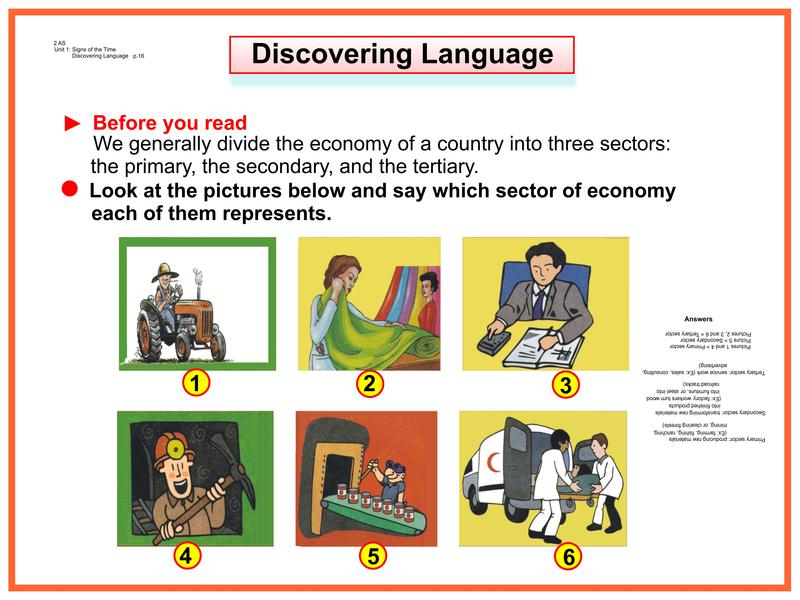 2 AS
Unit 1: Signs of the Time
Discovering Language p.16
Discovering Language
Before you read
We generally divide the economy of a country into three sectors:
the primary, the secondary, and the tertiary.
Look at the pictures below and say which sector of economy
each of them represents.
1
2
3
4
5
6
Answers
Primary sector: producing raw materials
(Ex: farming, fishing, ranching,
mining, or clearing forests)
Secondary sector: transforming raw materials
into finished products
(Ex: factory workers turn wood
into furniture, or steel into
railroad tracks)
Tertiary sector: service work (Ex: sales, consulting,
advertising)
Pictures 1 and 4 = Primary sector
Picture 5 = Secondary sector
Pictures 2, 3 and 6 = Tertiary sector